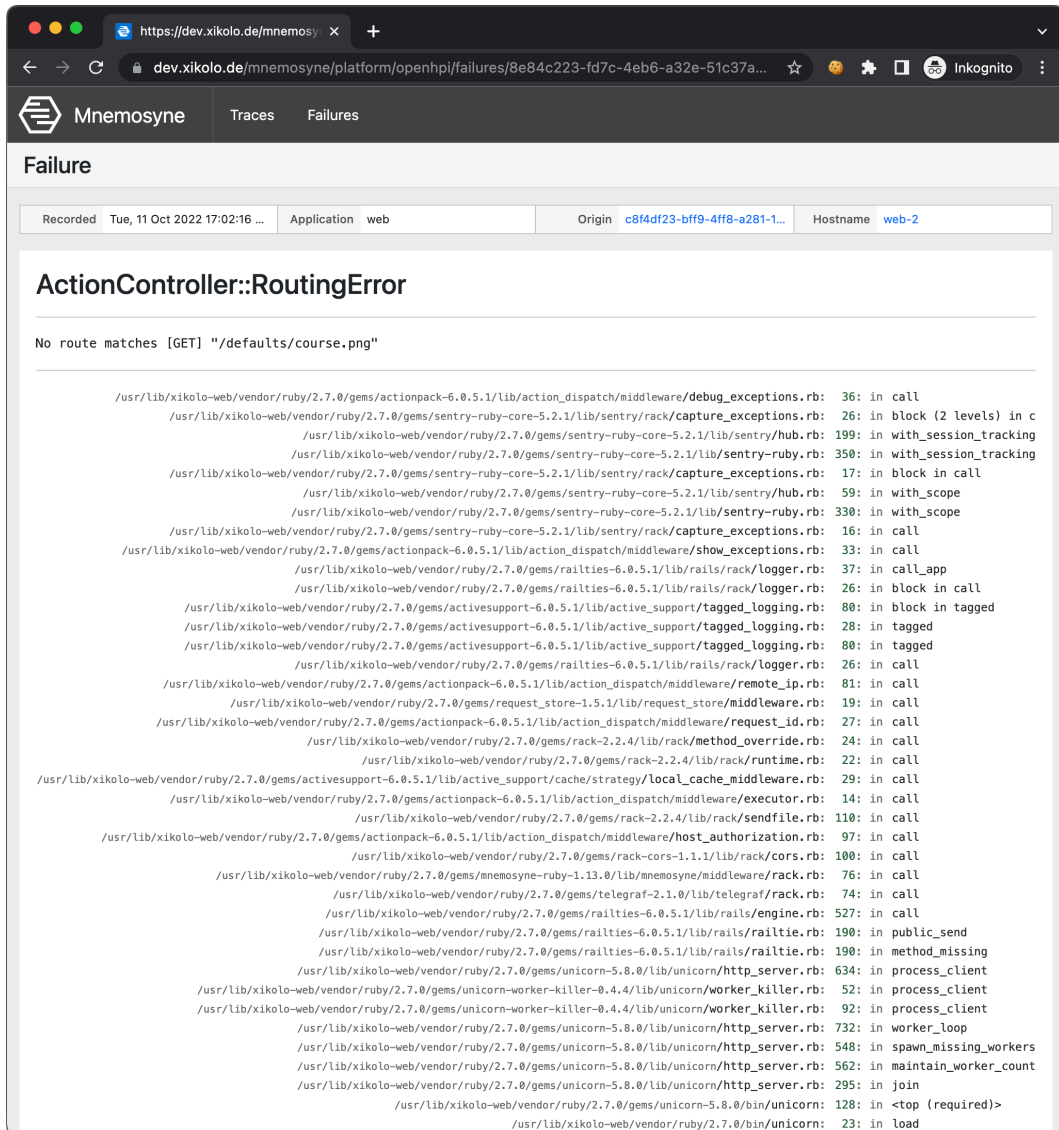 https://dev.xikolo.de/mnemosy
dev.xikolo.de/mnemosyne/platform/openhpi/failures/8e84c223-fd7c-4eb6-a32e-51c37a...
Inkognito
Mnemosyne
Traces
Failures
Failure
Recorded Tue, 11 Oct 2022 17:02:16 ... Application web Origin c8f4df23-bff9-4ff8-a281-1... Hostname web-2
ActionController::RoutingError
No route matches [GET] "/defaults/course.png"
/usr/lib/xikolo-web/vendor/ruby/2.7.0/gems/actionpack-6.0.5.1/lib/action_dispatch/middleware/debug_exceptions.rb: 36: in call
/usr/lib/xikolo-web/vendor/ruby/2.7.0/gems/sentry-ruby-core-5.2.1/lib/sentry/rack/capture_exceptions.rb: 26: in block (2 levels) in c
/usr/lib/xikolo-web/vendor/ruby/2.7.0/gems/sentry-ruby-core-5.2.1/lib/sentry/hub.rb: 199: in with_session_tracking
/usr/lib/xikolo-web/vendor/ruby/2.7.0/gems/sentry-ruby-core-5.2.1/lib/sentry-ruby.rb: 350: in with_session_tracking
/usr/lib/xikolo-web/vendor/ruby/2.7.0/gems/sentry-ruby-core-5.2.1/lib/sentry/rack/capture_exceptions.rb: 17: in block in call
/usr/lib/xikolo-web/vendor/ruby/2.7.0/gems/sentry-ruby-core-5.2.1/lib/sentry/hub.rb: 59: in with_scope
/usr/lib/xikolo-web/vendor/ruby/2.7.0/gems/sentry-ruby-core-5.2.1/lib/sentry-ruby.rb: 330: in with_scope
/usr/lib/xikolo-web/vendor/ruby/2.7.0/gems/sentry-ruby-core-5.2.1/lib/sentry/rack/capture_exceptions.rb: 16: in call
/usr/lib/xikolo-web/vendor/ruby/2.7.0/gems/actionpack-6.0.5.1/lib/action_dispatch/middleware/show_exceptions.rb: 33: in call
/usr/lib/xikolo-web/vendor/ruby/2.7.0/gems/railties-6.0.5.1/lib/rails/rack/logger.rb: 37: in call_app
/usr/lib/xikolo-web/vendor/ruby/2.7.0/gems/railties-6.0.5.1/lib/rails/rack/logger.rb: 26: in block in call
/usr/lib/xikolo-web/vendor/ruby/2.7.0/gems/activesupport-6.0.5.1/lib/active_support/tagged_logging.rb: 80: in block in tagged
/usr/lib/xikolo-web/vendor/ruby/2.7.0/gems/activesupport-6.0.5.1/lib/active_support/tagged_logging.rb: 28: in tagged
/usr/lib/xikolo-web/vendor/ruby/2.7.0/gems/activesupport-6.0.5.1/lib/active_support/tagged_logging.rb: 80: in tagged
/usr/lib/xikolo-web/vendor/ruby/2.7.0/gems/railties-6.0.5.1/lib/rails/rack/logger.rb: 26: in call
/usr/lib/xikolo-web/vendor/ruby/2.7.0/gems/actionpack-6.0.5.1/lib/action_dispatch/middleware/remote_ip.rb: 81: in call
/usr/lib/xikolo-web/vendor/ruby/2.7.0/gems/request_store-1.5.1/lib/request_store/middleware.rb: 19: in call
/usr/lib/xikolo-web/vendor/ruby/2.7.0/gems/actionpack-6.0.5.1/lib/action_dispatch/middleware/request_id.rb: 27: in call
/usr/lib/xikolo-web/vendor/ruby/2.7.0/gems/rack-2.2.4/lib/rack/method_override.rb: 24: in call
/usr/lib/xikolo-web/vendor/ruby/2.7.0/gems/rack-2.2.4/lib/rack/runtime.rb: 22: in call
/usr/lib/xikolo-web/vendor/ruby/2.7.0/gems/activesupport-6.0.5.1/lib/active_support/cache/strategy/local_cache_middleware.rb: 29: in call
/usr/lib/xikolo-web/vendor/ruby/2.7.0/gems/actionpack-6.0.5.1/lib/action_dispatch/middleware/executor.rb: 14: in call
/usr/lib/xikolo-web/vendor/ruby/2.7.0/gems/rack-2.2.4/lib/rack/sendfile.rb: 110: in call
/usr/lib/xikolo-web/vendor/ruby/2.7.0/gems/actionpack-6.0.5.1/lib/action_dispatch/middleware/host_authorization.rb: 97: in call
/usr/lib/xikolo-web/vendor/ruby/2.7.0/gems/rack-cors-1.1.1/lib/rack/cors.rb: 100: in call
/usr/lib/xikolo-web/vendor/ruby/2.7.0/gems/mnemosyne-ruby-1.13.0/lib/mnemosyne/middleware/rack.rb: 76: in call
/usr/lib/xikolo-web/vendor/ruby/2.7.0/gems/telegraf-2.1.0/lib/telegraf/rack.rb: 74: in call
/usr/lib/xikolo-web/vendor/ruby/2.7.0/gems/railties-6.0.5.1/lib/rails/engine.rb: 527: in call
/usr/lib/xikolo-web/vendor/ruby/2.7.0/gems/railties-6.0.5.1/lib/rails/railtie.rb: 190: in public_send
/usr/lib/xikolo-web/vendor/ruby/2.7.0/gems/railties-6.0.5.1/lib/rails/railtie.rb: 190: in method_missing
/usr/lib/xikolo-web/vendor/ruby/2.7.0/gems/unicorn-5.8.0/lib/unicorn/http_server.rb: 634: in process_client
/usr/lib/xikolo-web/vendor/ruby/2.7.0/gems/unicorn-worker-killer-0.4.4/lib/unicorn/worker_killer.rb: 52: in process_client
/usr/lib/xikolo-web/vendor/ruby/2.7.0/gems/unicorn-worker-killer-0.4.4/lib/unicorn/worker_killer.rb: 92: in process_client
/usr/lib/xikolo-web/vendor/ruby/2.7.0/gems/unicorn-5.8.0/lib/unicorn/http_server.rb: 732: in worker_loop
/usr/lib/xikolo-web/vendor/ruby/2.7.0/gems/unicorn-5.8.0/lib/unicorn/http_server.rb: 548: in spawn_missing_workers
/usr/lib/xikolo-web/vendor/ruby/2.7.0/gems/unicorn-5.8.0/lib/unicorn/http_server.rb: 562: in maintain_worker_count
/usr/lib/xikolo-web/vendor/ruby/2.7.0/gems/unicorn-5.8.0/lib/unicorn/http_server.rb: 295: in join
/usr/lib/xikolo-web/vendor/ruby/2.7.0/gems/unicorn-5.8.0/bin/unicorn: 128: in <top (required)>
/usr/lib/xikolo-web/vendor/ruby/2.7.0/bin/unicorn: 23: in load